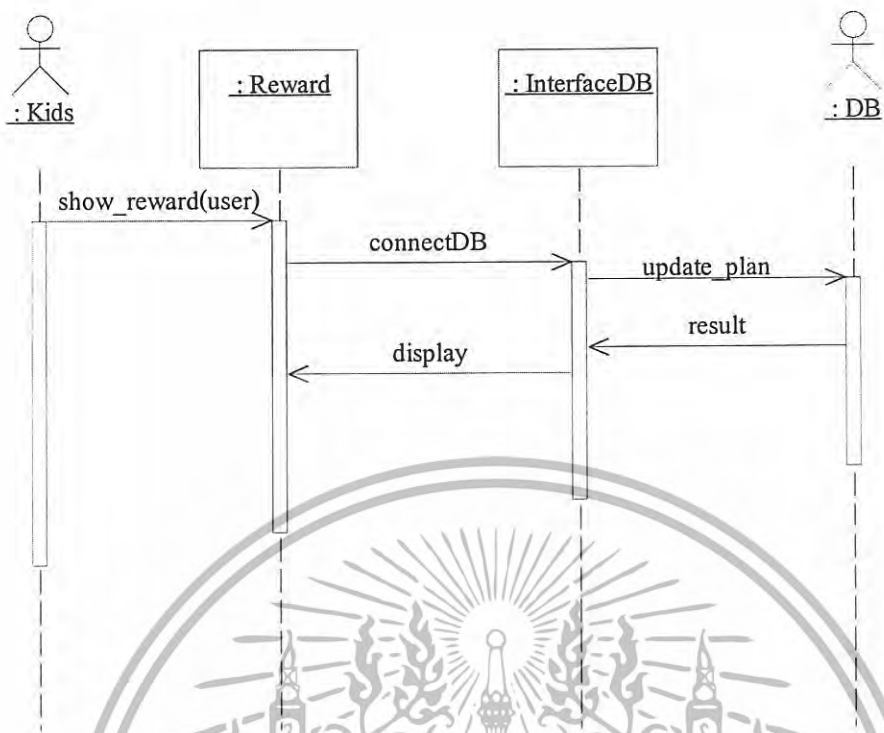 : Kids
: Reward
: InterfaceDB
: DB
show_reward(user)
connectDB
update_plan
result
display